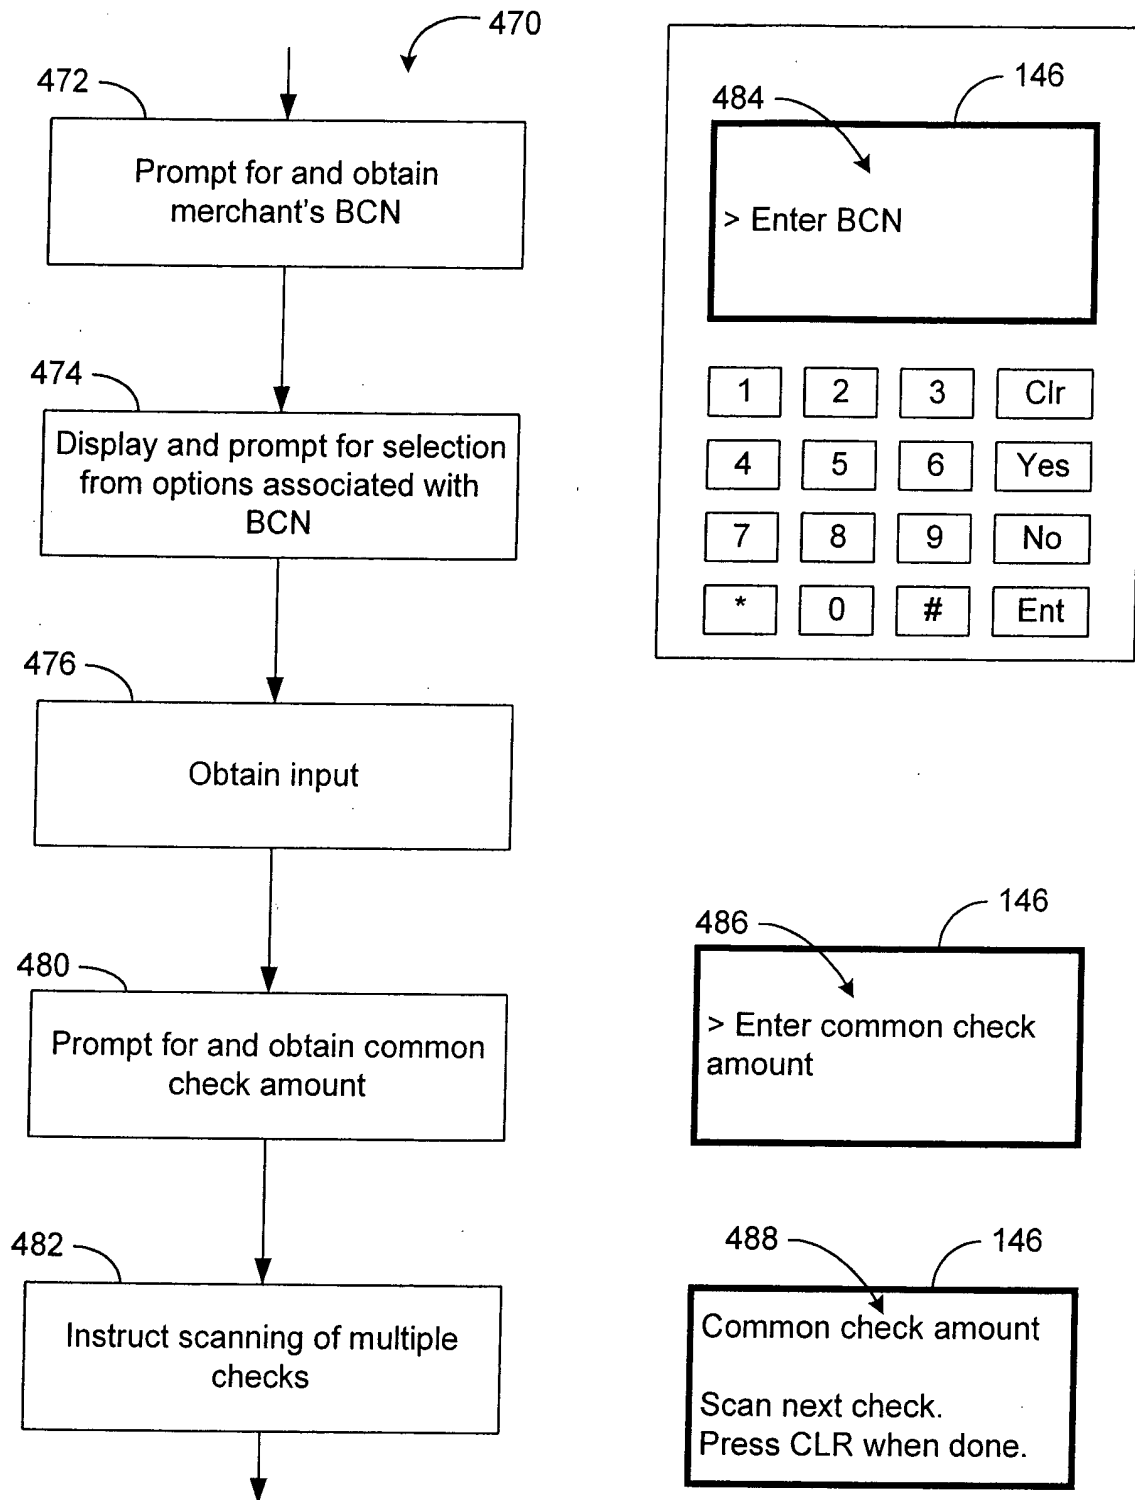 470
472
Prompt for and obtain
merchant's BCN
474
Display and prompt for selection
from options associated with
BCN
476
Obtain input
480
Prompt for and obtain common
check amount
482
Instruct scanning of multiple
checks
146
484
> Enter BCN
1 2 3 Clr
4 5 6 Yes
7 8 9 No
* 0 # Ent
146
486
> Enter common check
amount
488
146
Common check amount
Scan next check.
Press CLR when done.